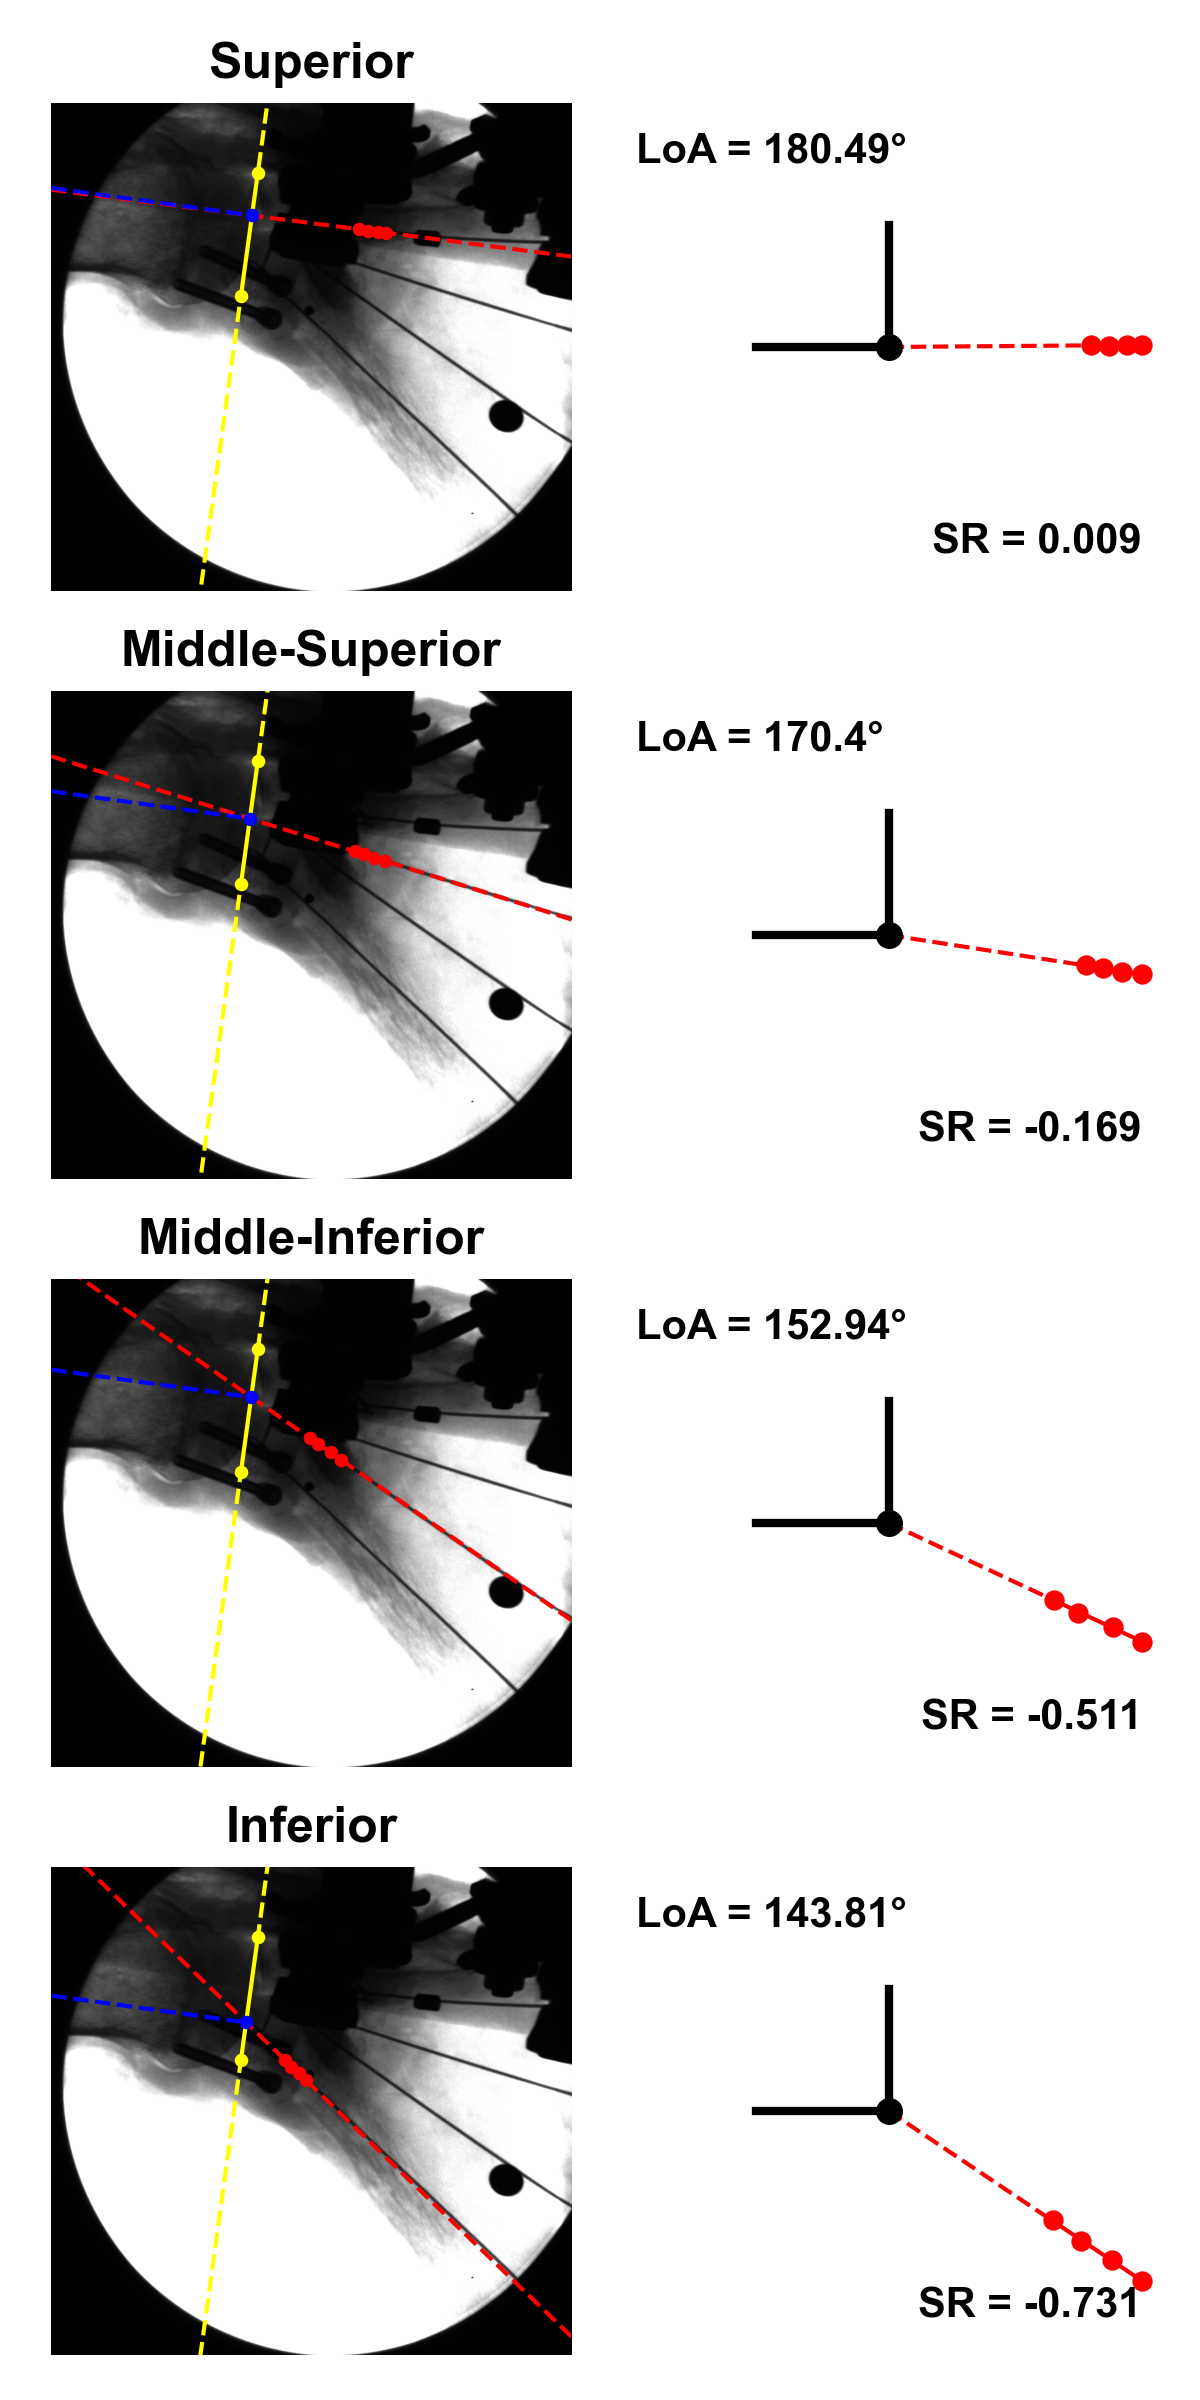 Superior
LoA = 180.49°
SR = 0.009
Middle-Superior
LoA = 170.4°
SR = -0.169
Middle-Inferior
LoA = 152.94°
SR = -0.511
Inferior
LoA = 143.81°
SR = -0.731